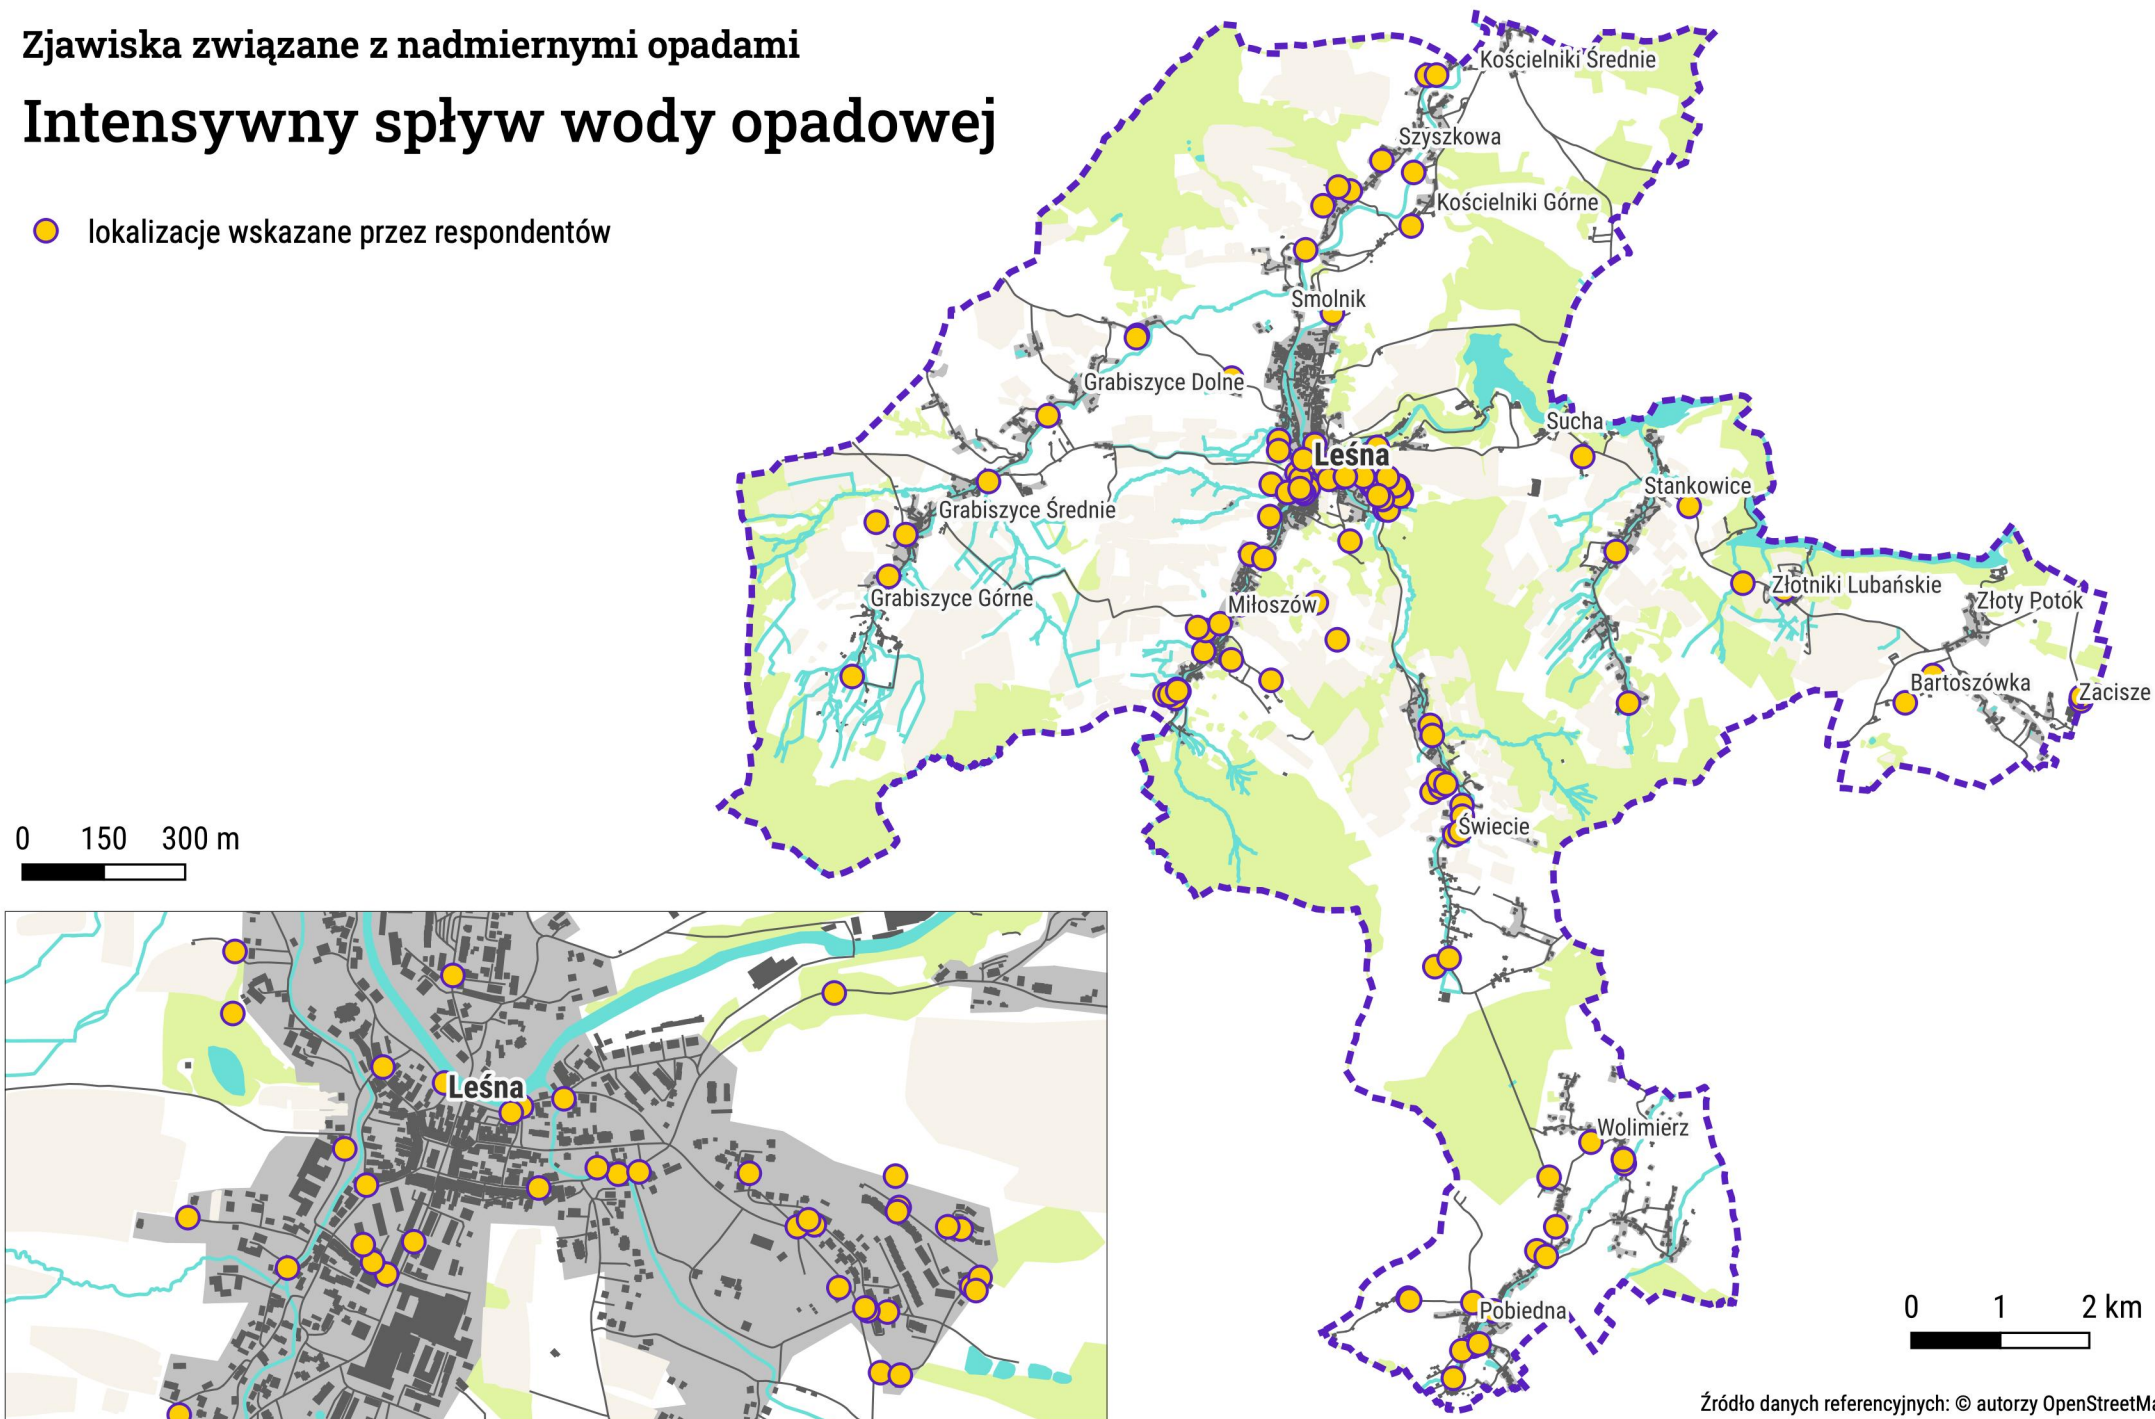 Zjawiska związane z nadmiernymi opadami
Intensywny spływ wody opadowej
lokalizacje wskazane przez respondentów
Kościelniki Średnie
Szyszkowa
Kościelniki Górne
Smolnik
Grabiszyce Dolne
Sucha
Leśna
Stankowice
Grabiszyce Średnie
Złotniki Lubańskie
Grabiszyce Górne
Miłoszów
Złoty Potok
Bartoszówka
Zacisze
Świecie
0 150 300 m
Leśna
Wolimierz
Pobiedna
0 1 2 km
Źródło danych referencyjnych: © autorzy OpenStreetMa